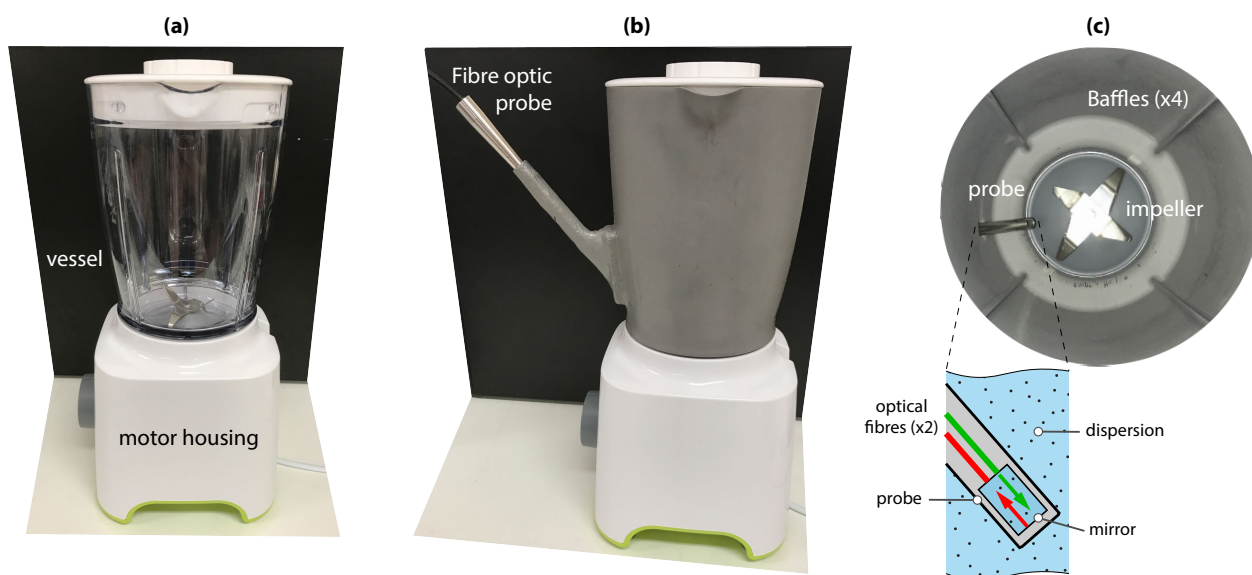 (a)
(b)
(c)
Fibre optic
probe
vessel
motor housing
Baffles (x4)
probe
impeller
optical
fibres (x2)
dispersion
probe
mirror